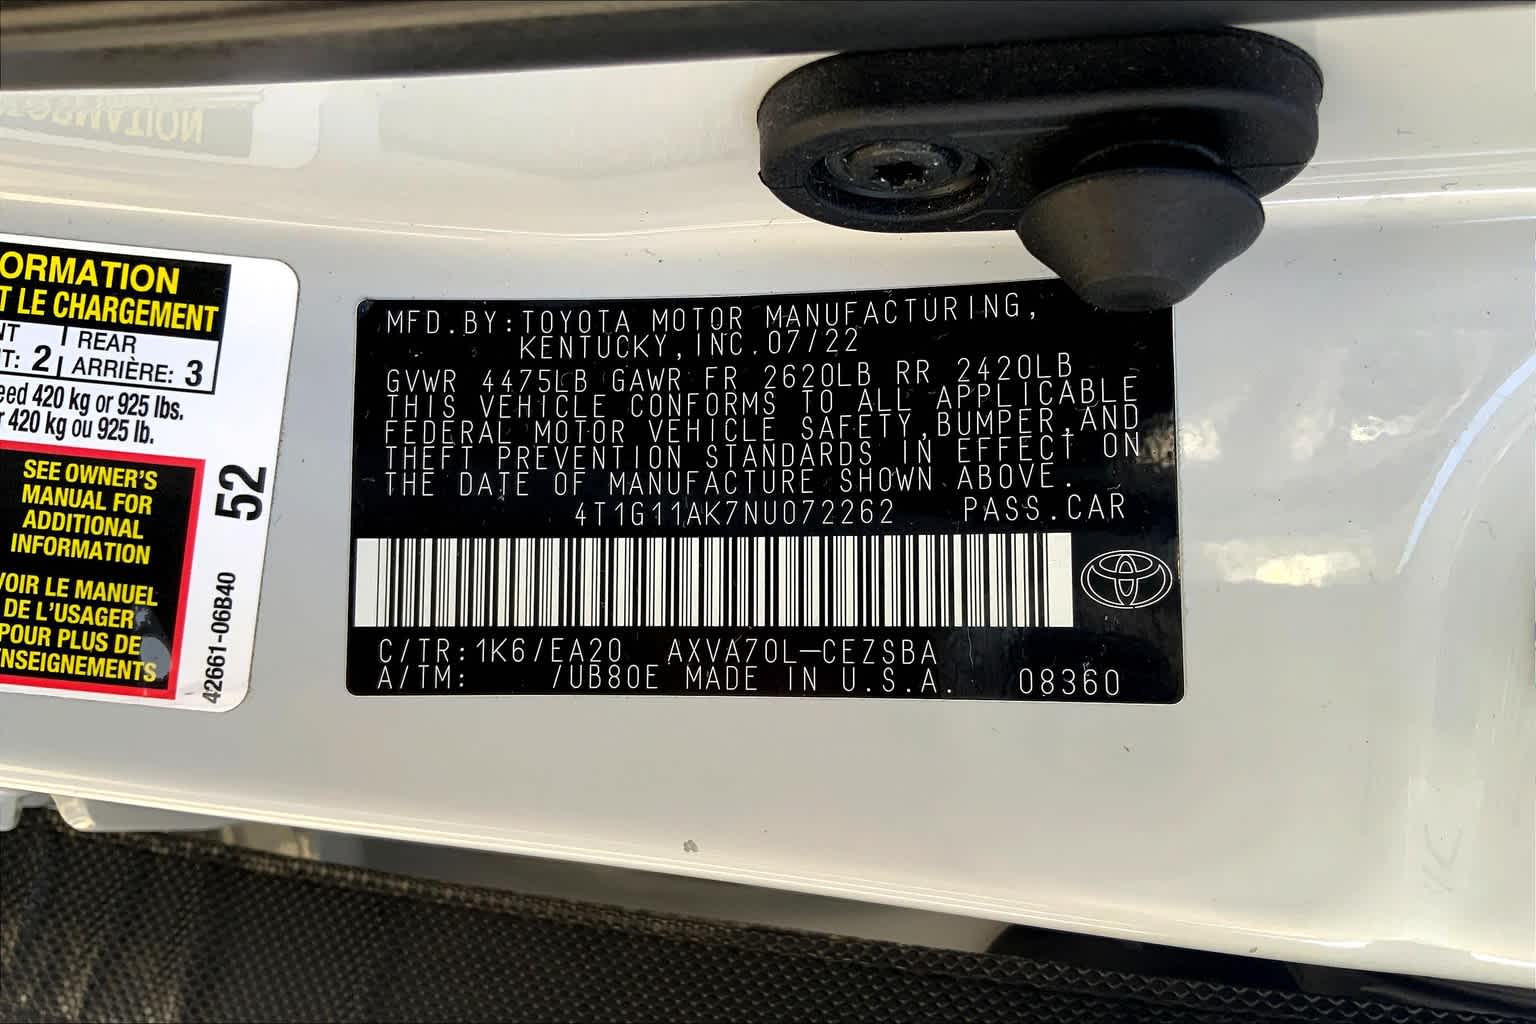 ORMATION
T LE CHARGEMENT
NT REAR
T: 2 ARRIÈRE: 3
eed 420 kg or 925 lbs.
r 420 kg ou 925 lb.
SEE OWNER'S
MANUAL FOR
ADDITIONAL
INFORMATION
VOIR LE MANUEL
DE L'USAGER
POUR PLUS DE
NSEIGNEMENTS
52
42661-06B40
MFD.BY:TOYOTA MOTOR MANUFACTURING,
KENTUCKY,INC.07/22
GVWR 4475LB GAWR FR 2620LB RR 2420LB
THIS VEHICLE CONFORMS TO ALL APPLICABLE
FEDERAL MOTOR VEHICLE SAFETY,BUMPER,AND
THEFT PREVENTION STANDARDS IN EFFECT ON
THE DATE OF MANUFACTURE SHOWN ABOVE.
4T1G11AK7NU072262 PASS.CAR
C/TR:1K6/EA20 AXVA70L-CEZSBA
A/TM: /UB80E MADE IN U.S.A. 08360